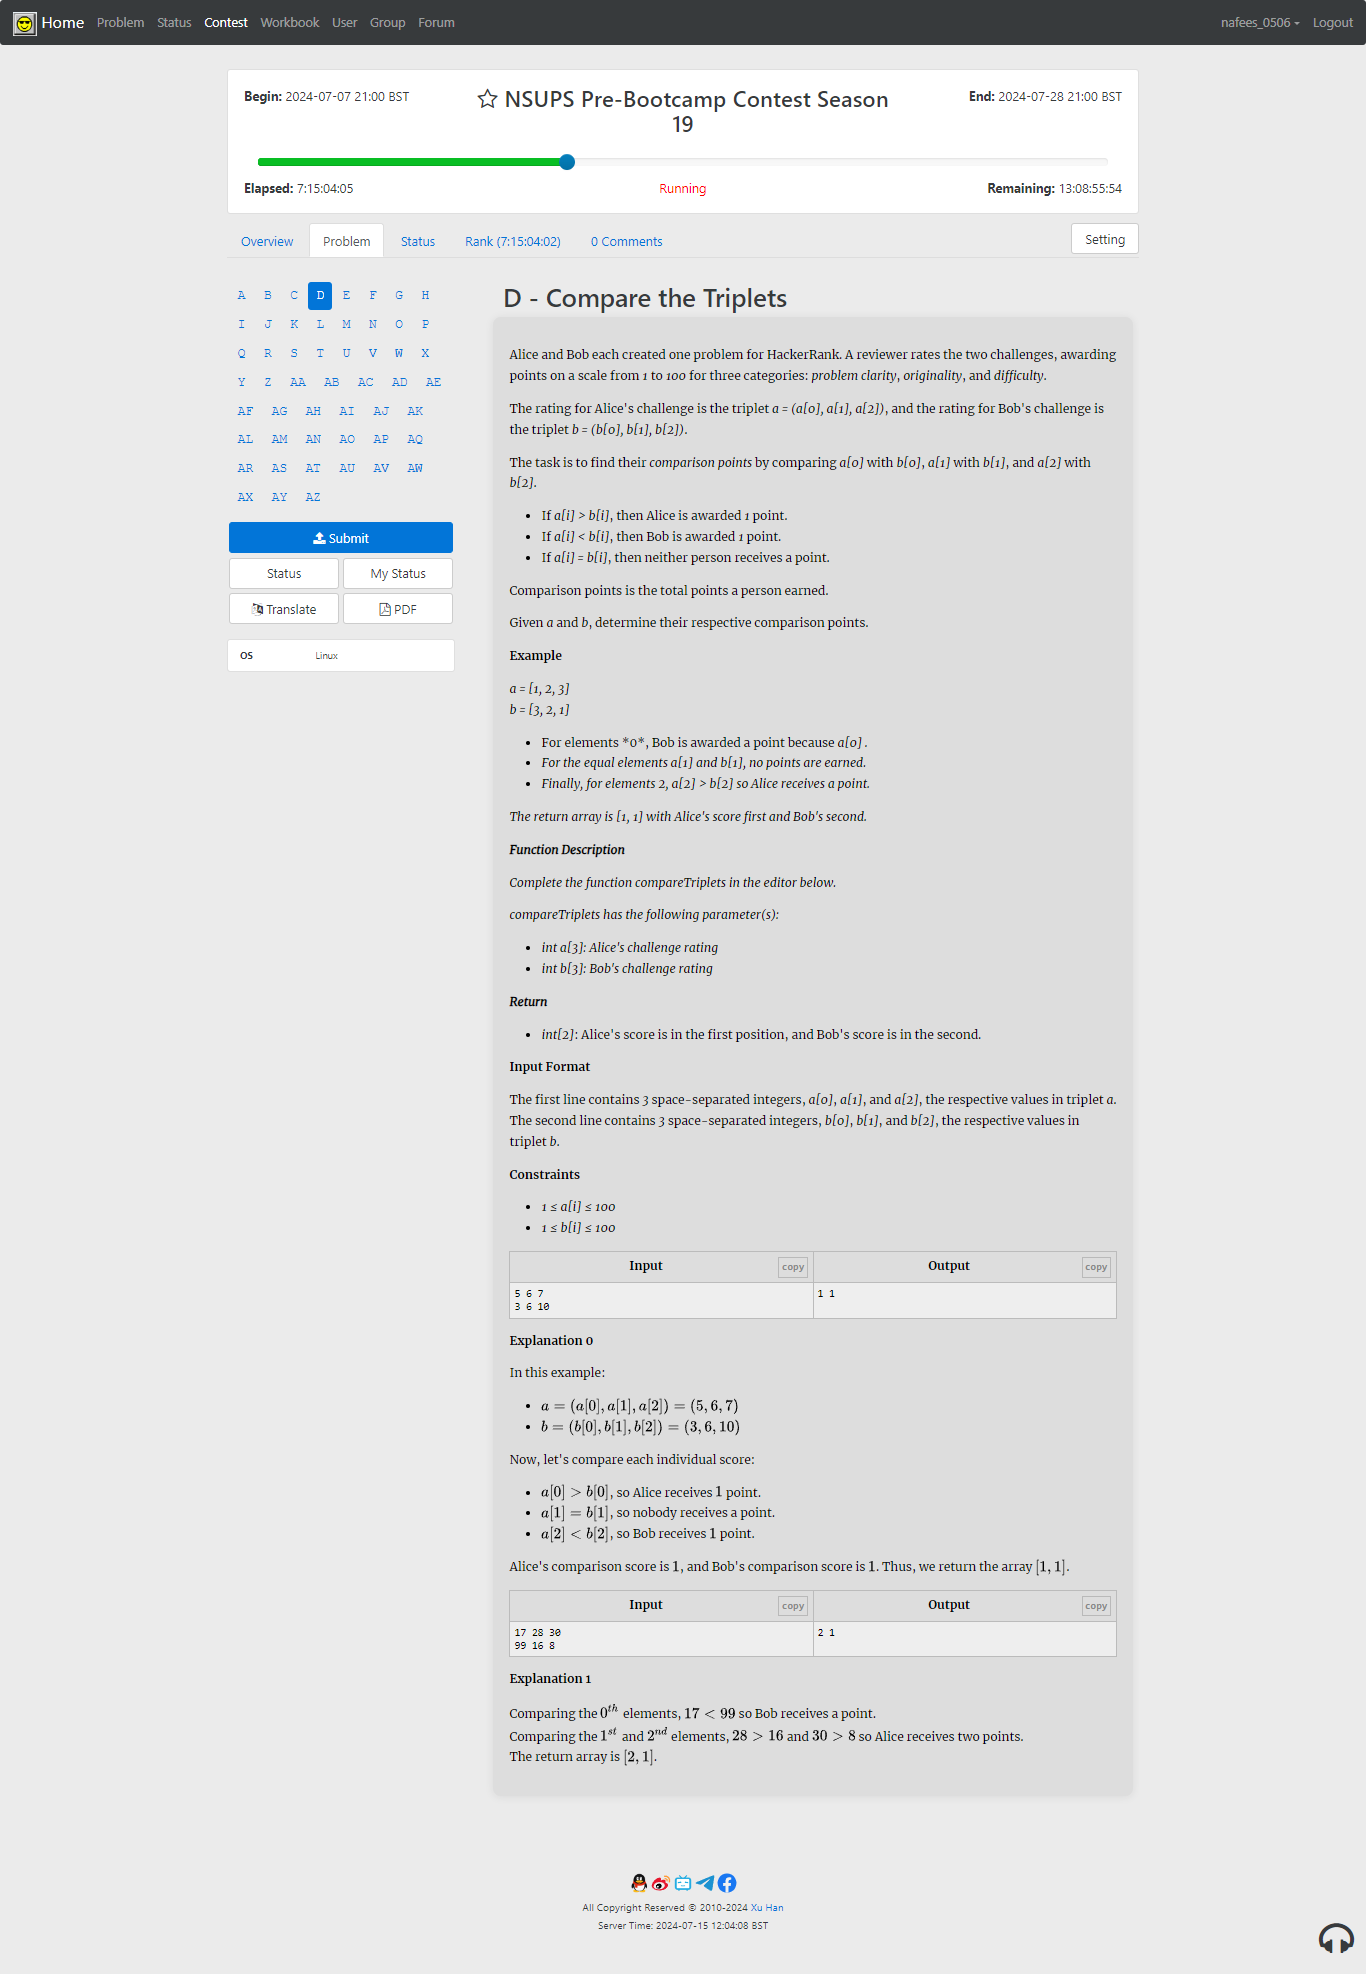 Home Problem Status Contest Workbook User Group Forum nafees_0506 Logout
Begin: 2024-07-07 21:00 BST
NSUPS Pre-Bootcamp Contest Season
19
End: 2024-07-28 21:00 BST
Elapsed: 7:15:04:05
Running
Remaining: 13:08:55:54
Overview Problem Status Rank (7:15:04:02) 0 Comments Setting
A B C D E F G H
I J K L M N O P
Q R S T U V W X
Y Z AA AB AC AD AE
AF AG AH AI AJ AK
AL AM AN AO AP AQ
AR AS AT AU AV AW
AX AY AZ
Submit
Status My Status
Translate PDF
OS Linux
D - Compare the Triplets
Alice and Bob each created one problem for HackerRank. A reviewer rates the two challenges, awarding
points on a scale from 1 to 100 for three categories: problem clarity, originality, and difficulty.
The rating for Alice's challenge is the triplet a = (a[0], a[1], a[2]), and the rating for Bob's challenge is
the triplet b = (b[0], b[1], b[2]).
The task is to find their comparison points by comparing a[0] with b[0], a[1] with b[1], and a[2] with
b[2].
• If a[i] > b[i], then Alice is awarded 1 point.
• If a[i] < b[i], then Bob is awarded 1 point.
• If a[i] = b[i], then neither person receives a point.
Comparison points is the total points a person earned.
Given a and b, determine their respective comparison points.
Example
a = [1, 2, 3]
b = [3, 2, 1]
• For elements *0*, Bob is awarded a point because a[0] .
• For the equal elements a[1] and b[1], no points are earned.
• Finally, for elements 2, a[2] > b[2] so Alice receives a point.
The return array is [1, 1] with Alice's score first and Bob's second.
Function Description
Complete the function compareTriplets in the editor below.
compareTriplets has the following parameter(s):
• int a[3]: Alice's challenge rating
• int b[3]: Bob's challenge rating
Return
• int[2]: Alice's score is in the first position, and Bob's score is in the second.
Input Format
The first line contains 3 space-separated integers, a[0], a[1], and a[2], the respective values in triplet a.
The second line contains 3 space-separated integers, b[0], b[1], and b[2], the respective values in
triplet b.
Constraints
• 1 ≤ a[i] ≤ 100
• 1 ≤ b[i] ≤ 100
Input copy Output copy
5 6 7 1 1
3 6 10
Explanation 0
In this example:
• a = (a[0], a[1], a[2]) = (5, 6, 7)
• b = (b[0], b[1], b[2]) = (3, 6, 10)
Now, let's compare each individual score:
• a[0] > b[0], so Alice receives 1 point.
• a[1] = b[1], so nobody receives a point.
• a[2] < b[2], so Bob receives 1 point.
Alice's comparison score is 1, and Bob's comparison score is 1. Thus, we return the array [1, 1].
Input copy Output copy
17 28 30 2 1
99 16 8
Explanation 1
Comparing the 0th elements, 17 < 99 so Bob receives a point.
Comparing the 1st and 2nd elements, 28 > 16 and 30 > 8 so Alice receives two points.
The return array is [2, 1].
All Copyright Reserved © 2010-2024 Xu Han
Server Time: 2024-07-15 12:04:08 BST